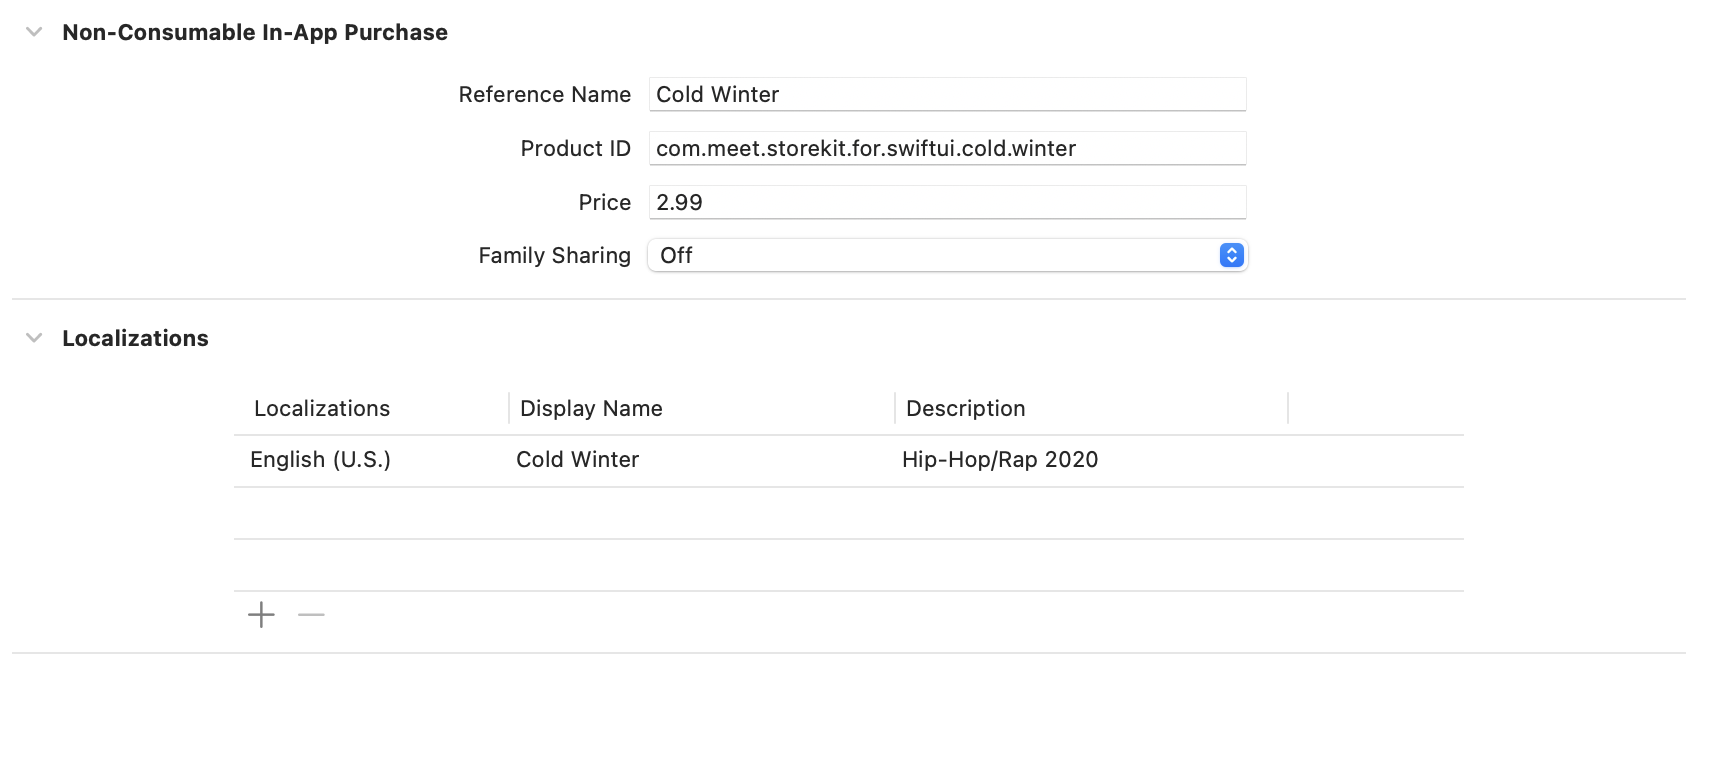 Non-Consumable In-App Purchase
Reference Name Cold Winter
Product ID com.meet.storekit.for.swiftui.cold.winter
Price 2.99
Family Sharing Off
Localizations
Localizations Display Name Description
English (U.S.) Cold Winter Hip-Hop/Rap 2020